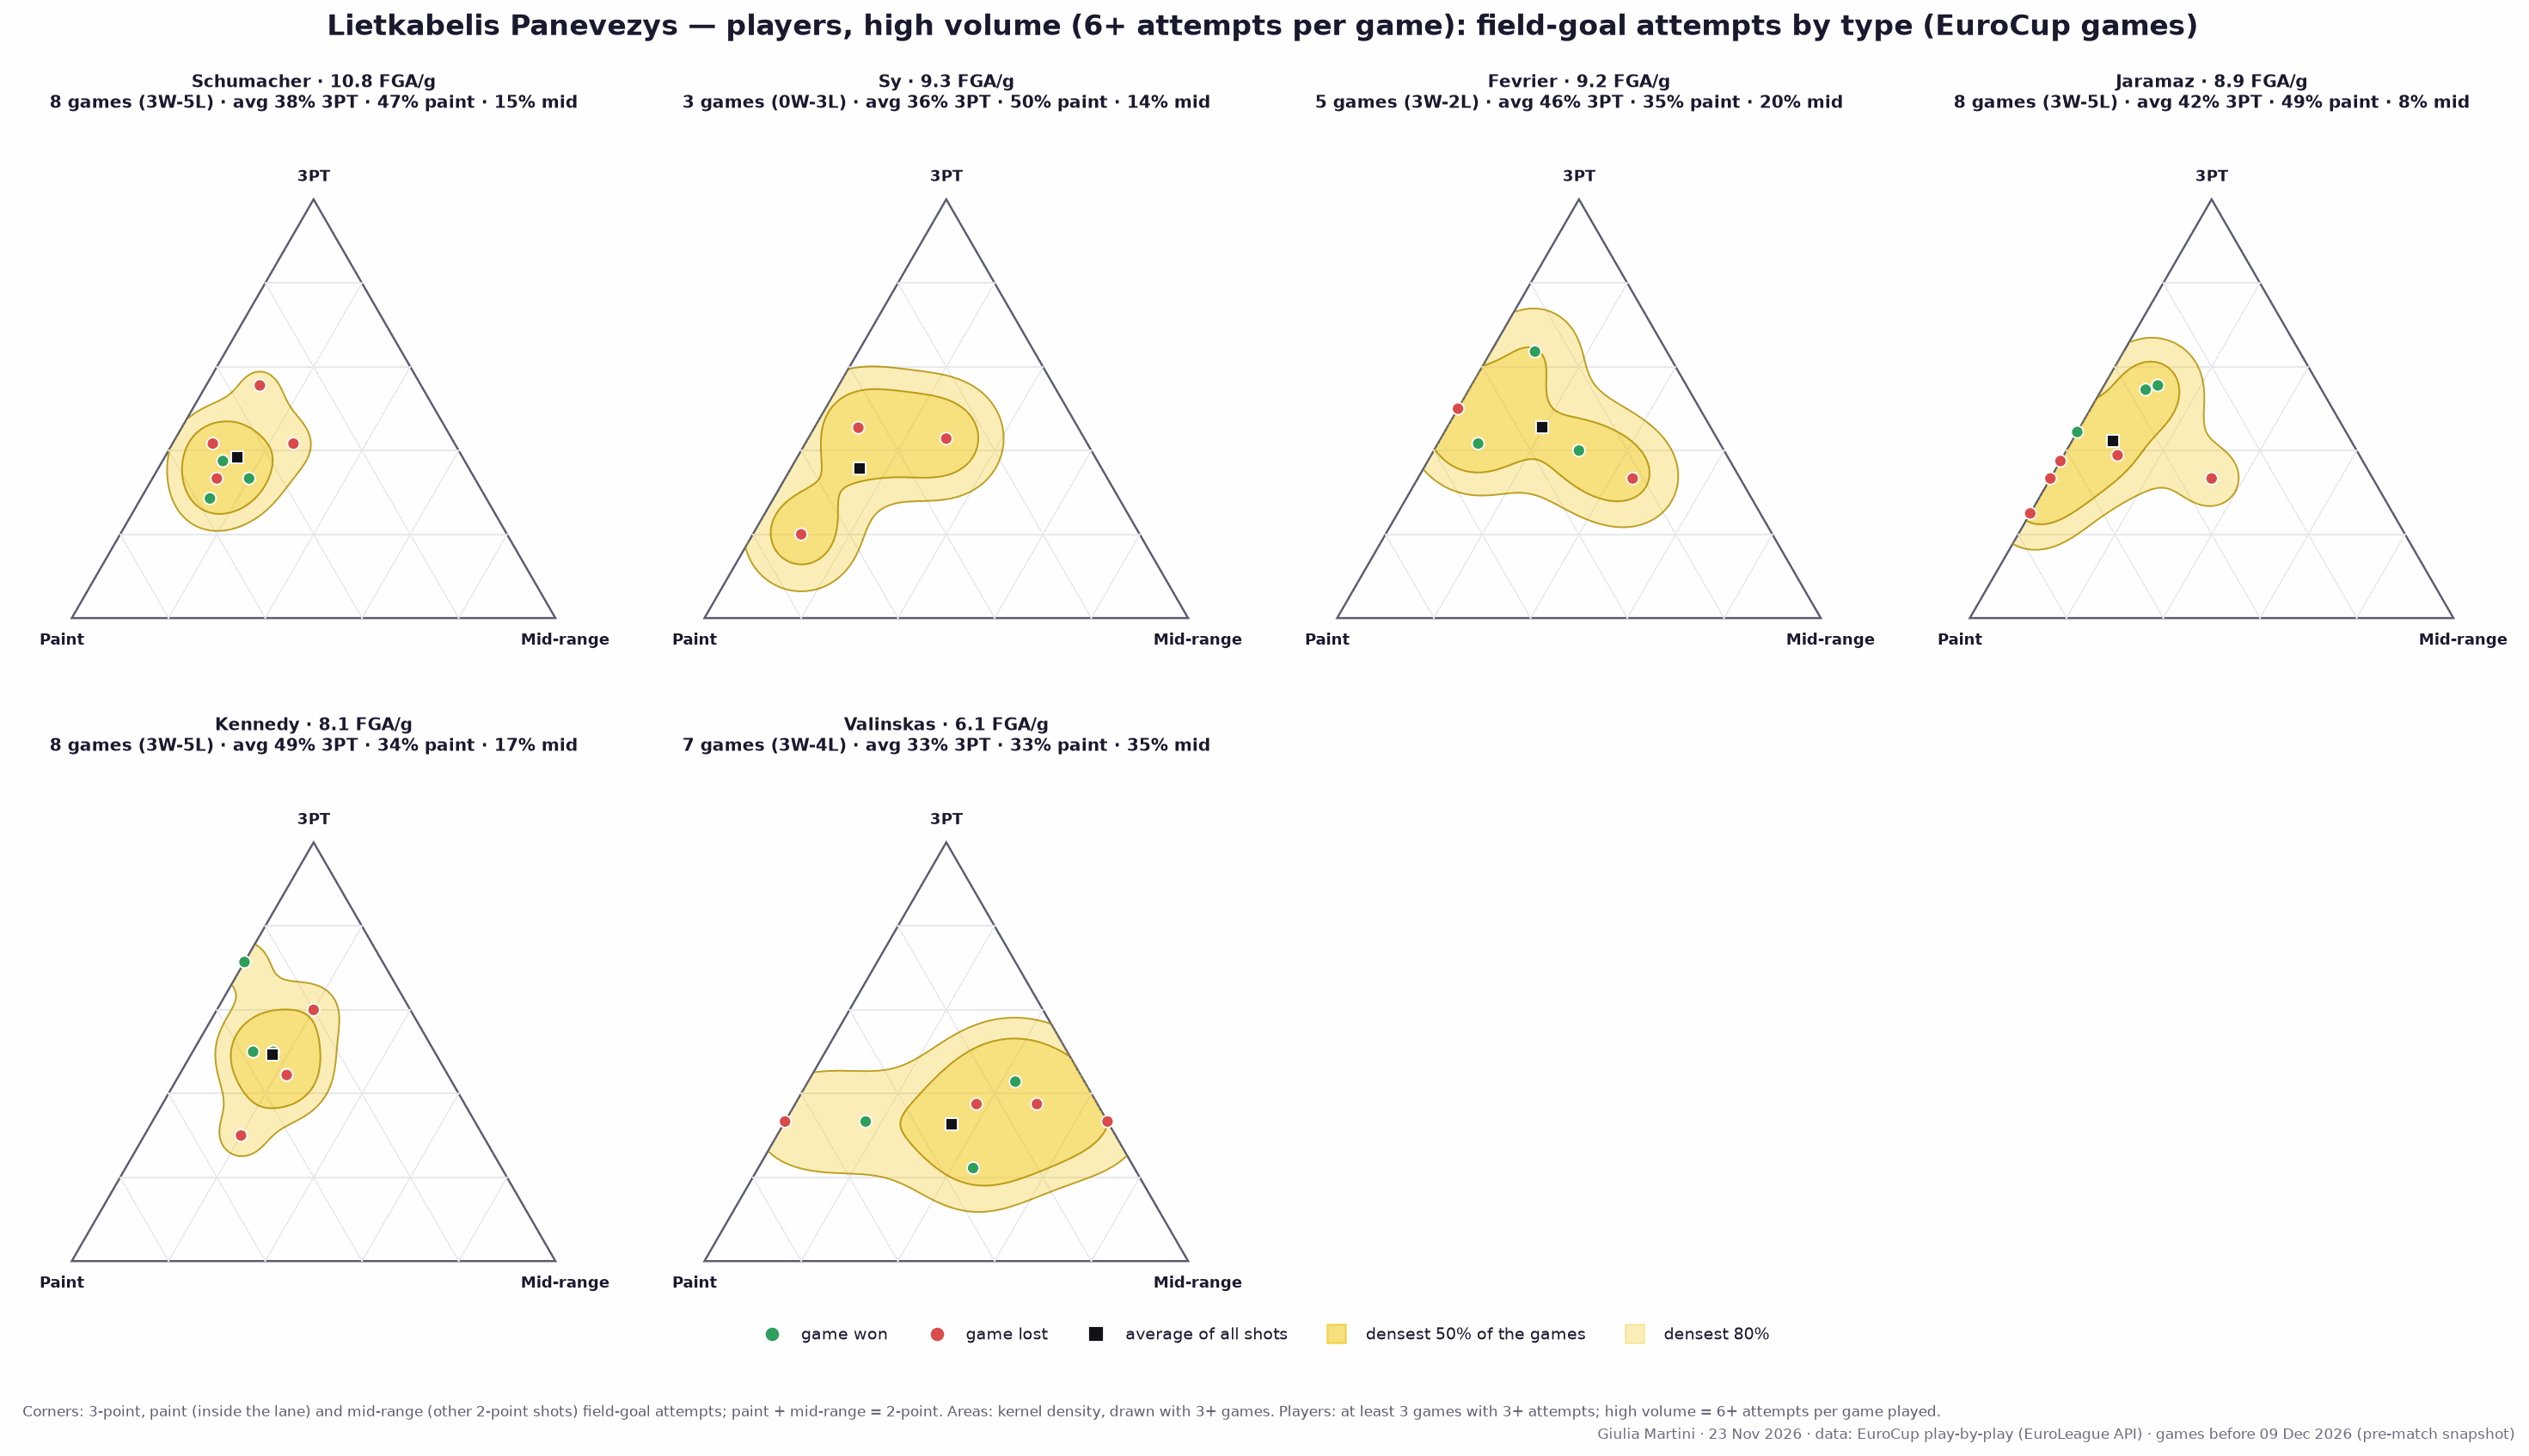 Lietkabelis Panevezys — players, high volume (6+ attempts per game): field-goal attempts by type (EuroCup games)
Schumacher · 10.8 FGA/g
8 games (3W-5L) · avg 38% 3PT · 47% paint · 15% mid
3PT
Paint
Mid-range
Sy · 9.3 FGA/g
3 games (0W-3L) · avg 36% 3PT · 50% paint · 14% mid
3PT
Paint
Mid-range
Fevrier · 9.2 FGA/g
5 games (3W-2L) · avg 46% 3PT · 35% paint · 20% mid
3PT
Paint
Mid-range
Jaramaz · 8.9 FGA/g
8 games (3W-5L) · avg 42% 3PT · 49% paint · 8% mid
3PT
Paint
Mid-range
Kennedy · 8.1 FGA/g
8 games (3W-5L) · avg 49% 3PT · 34% paint · 17% mid
3PT
Paint
Mid-range
Valinskas · 6.1 FGA/g
7 games (3W-4L) · avg 33% 3PT · 33% paint · 35% mid
3PT
Paint
Mid-range
game won
game lost
average of all shots
densest 50% of the games
densest 80%
Corners: 3-point, paint (inside the lane) and mid-range (other 2-point shots) field-goal attempts; paint + mid-range = 2-point. Areas: kernel density, drawn with 3+ games. Players: at least 3 games with 3+ attempts; high volume = 6+ attempts per game played.
Giulia Martini · 23 Nov 2026 · data: EuroCup play-by-play (EuroLeague API) · games before 09 Dec 2026 (pre-match snapshot)